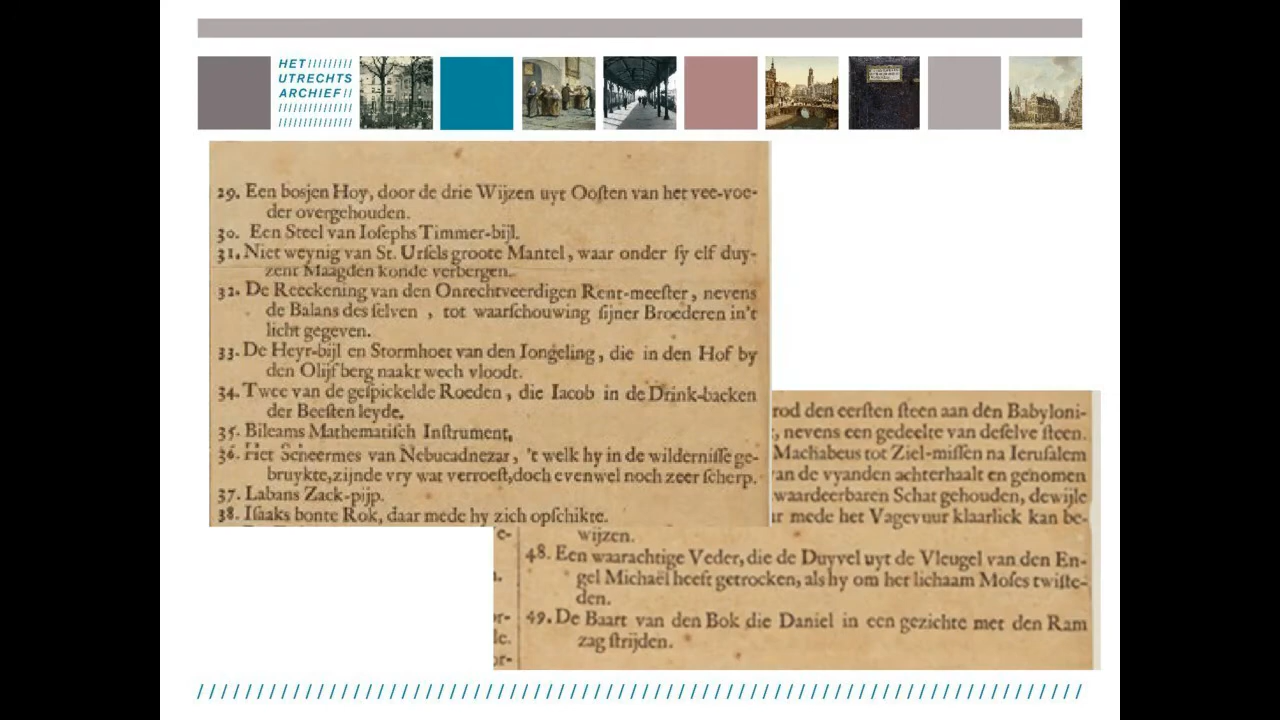 HET
UTRECHTS
ARCHIEF
29. Een bosjen Hoy, door de drie Wijzen uyt Ooſten van het vee-voe-
der overgehouden.
30. Een Steel van Ioſephs Timmer-bijl.
31. Niet weynig van St. Urſels groote Mantel, waar onder ſy elf duy-
zent Maagden konde verbergen.
32. De Reeckening van den Onrechtveerdigen Rent-meeſter, nevens
de Balans des ſelven, tot waarſchouwing ſijner Broederen in't
licht gegeven.
33. De Heyr-bijl en Stormhoet van den Iongeling, die in den Hof by
den Olijfberg naakt wech vloodt.
34. Twee van de geſpickelde Roeden, die Iacob in de Drink-backen
der Beeſten leyde.
35. Bileams Mathematiſch Inſtrument.
36. Het Scheermes van Nebucadnezar, 't welk hy in de wilderniſſe ge-
bruykte, zijnde vry wat verroeſt, doch evenwel noch zeer ſcherp.
37. Labans Zack-pijp.
38. Iſaaks bonte Rok, daar mede hy zich opſchikte.
rod den eerſten ſteen aan dên Babyloni-
, nevens een gedeelte van deſelve ſteen.
Machabeus tot Ziel-miſſen na Ieruſalem
van de vyanden achterhaalt en genomen
waardeerbaren Schat gehouden, dewijle
r mede het Vagevuur klaarlick kan be-
wijzen.
48. Een waarachtige Veder, die de Duyvel uyt de Vleugel van den En-
gel Michaël heeft getrocken, als hy om het lichaam Moſes twiſte-
den.
49. De Baart van den Bok die Daniel in een gezichte met den Ram
zag ſtrijden.